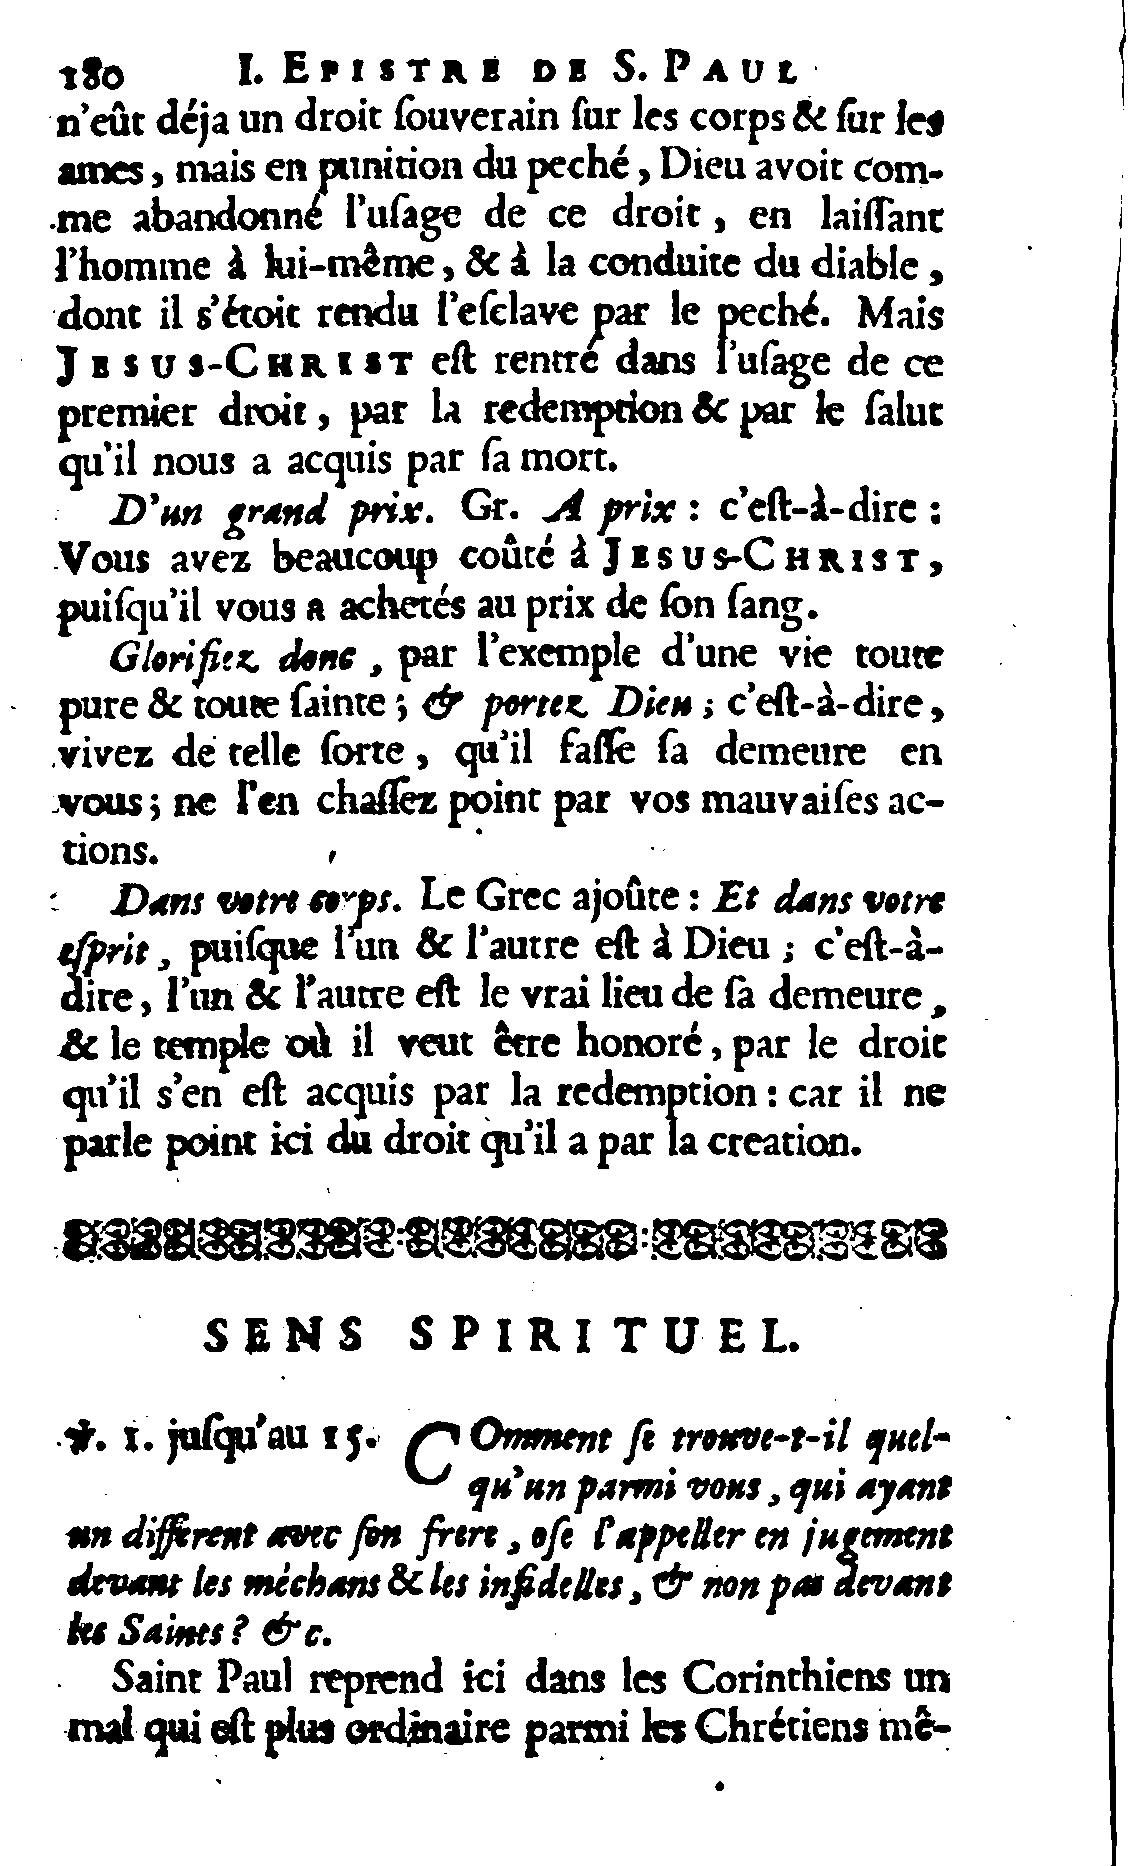 180 I. EPISTRE DE S. PAUL
n'eût déja un droit ſouverain ſur les corps & ſur les
ames, mais en punition du peché, Dieu avoit com-
me abandonné l'uſage de ce droit, en laiſſant
l'homme à lui-même, & à la conduite du diable,
dont il s'étoit rendu l'eſclave par le peché. Mais
JESUS-CHRIST eſt rentré dans l'uſage de ce
premier droit, par la redemption & par le ſalut
qu'il nous a acquis par ſa mort.
D'un grand prix. Gr. A prix : c'eſt-à-dire :
Vous avez beaucoup coûté à JESUS-CHRIST,
puiſqu'il vous a achetés au prix de ſon ſang.
Glorifiez donc, par l'exemple d'une vie toute
pure & toute ſainte ; & portez Dieu ; c'eſt-à-dire,
vivez de telle ſorte, qu'il faſſe ſa demeure en
vous ; ne l'en chaſſez point par vos mauvaiſes ac-
tions.
Dans votre corps. Le Grec ajoûte : Et dans votre
eſprit, puiſque l'un & l'autre eſt à Dieu ; c'eſt-à-
dire, l'un & l'autre eſt le vrai lieu de ſa demeure,
& le temple où il veut être honoré, par le droit
qu'il s'en eſt acquis par la redemption : car il ne
parle point ici du droit qu'il a par la creation.
SENS SPIRITUEL.
℣. 1. juſqu'au 15. COmment ſe trouve-t-il quel-
qu'un parmi vous, qui ayant
un different avec ſon frere, oſe l'appeller en jugement
devant les méchans & les infidelles, & non pas devant
les Saints ? &c.
Saint Paul reprend ici dans les Corinthiens un
mal qui eſt plus ordinaire parmi les Chrétiens mê-